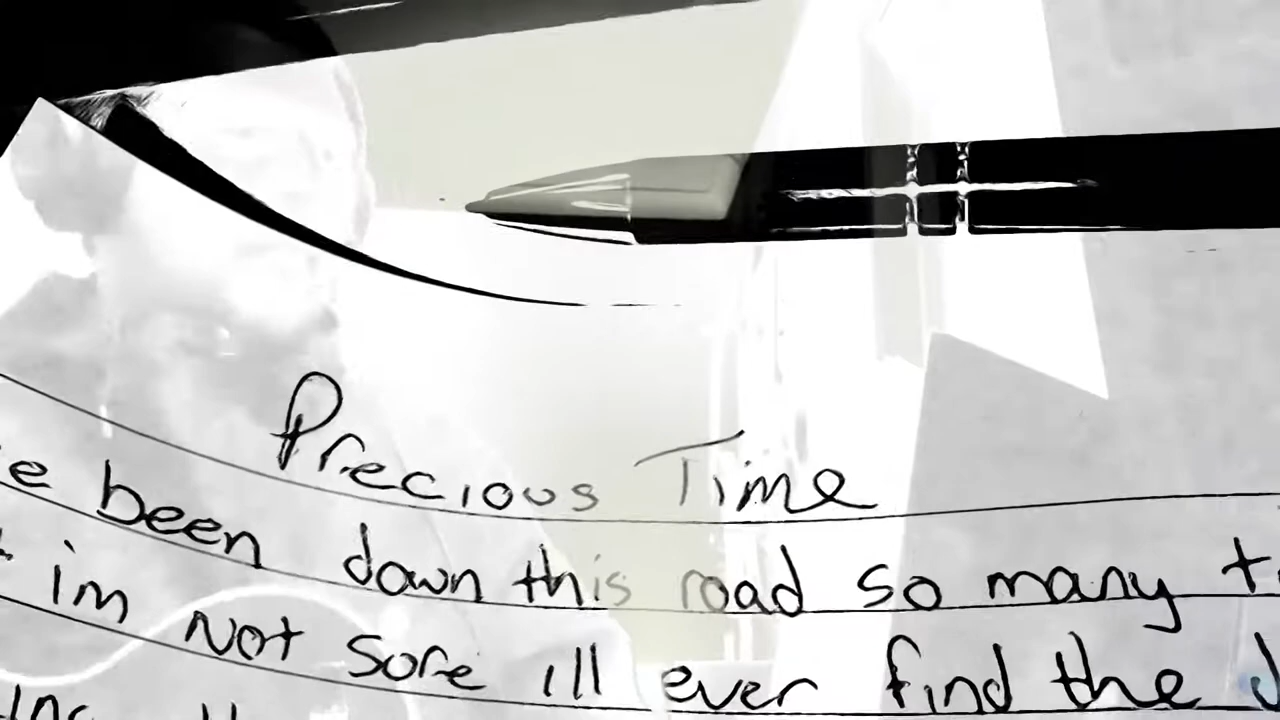 Precious Time
been down this road so many
im not sore ill ever find the